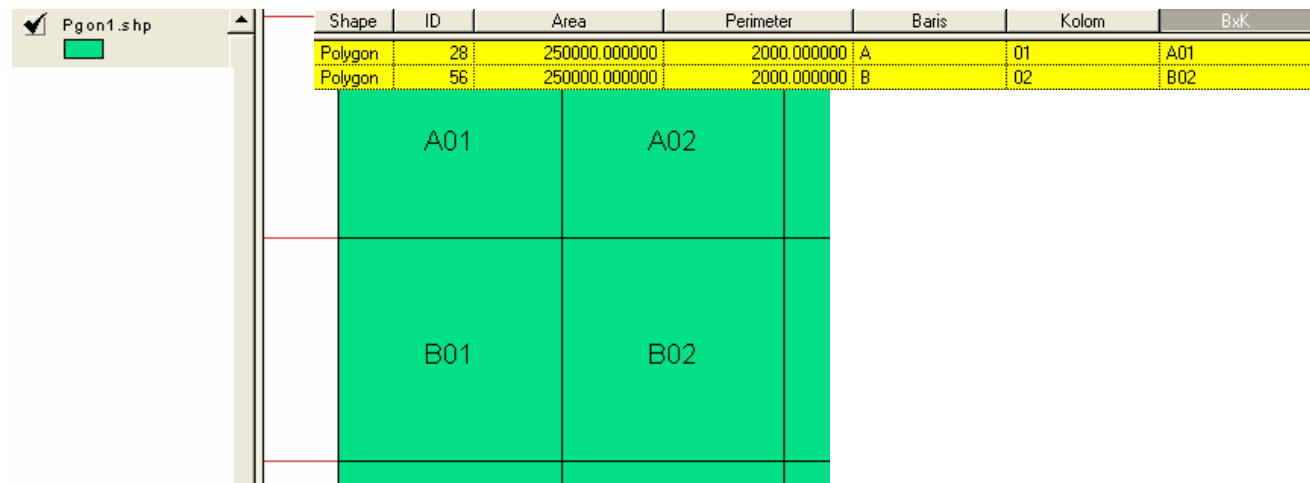 Pgon1.shp
Shape ID Area Perimeter Baris Kolom BxK
Polygon 28 250000.000000 2000.000000 A 01 A01
Polygon 56 250000.000000 2000.000000 B 02 B02
A01 A02
B01 B02